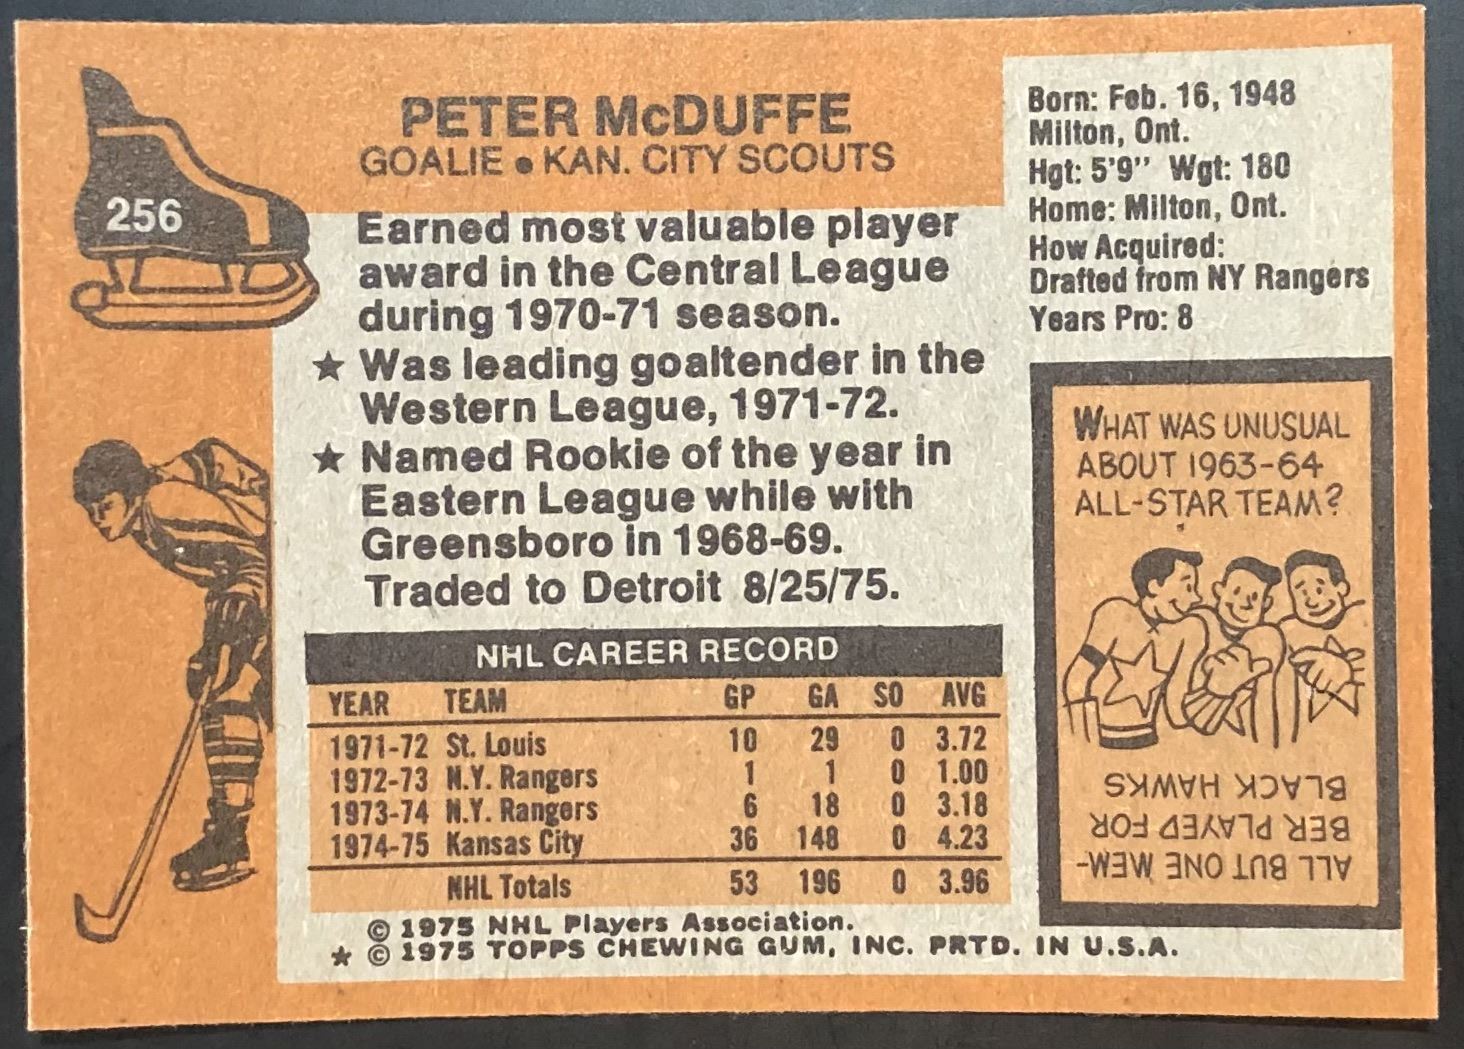 256
PETER McDUFFE
GOALIE • KAN. CITY SCOUTS
Earned most valuable player
award in the Central League
during 1970-71 season.
★ Was leading goaltender in the
Western League, 1971-72.
★ Named Rookie of the year in
Eastern League while with
Greensboro in 1968-69.
Traded to Detroit 8/25/75.
Born: Feb. 16, 1948
Milton, Ont.
Hgt: 5'9" Wgt: 180
Home: Milton, Ont.
How Acquired:
Drafted from NY Rangers
Years Pro: 8
NHL CAREER RECORD
YEAR TEAM GP GA SO AVG
1971-72 St. Louis 10 29 0 3.72
1972-73 N.Y. Rangers 1 1 0 1.00
1973-74 N.Y. Rangers 6 18 0 3.18
1974-75 Kansas City 36 148 0 4.23
NHL Totals 53 196 0 3.96
WHAT WAS UNUSUAL
ABOUT 1963-64
ALL-STAR TEAM?
ALL BUT ONE MEM-
BER PLAYED FOR
BLACK HAWKS
© 1975 NHL Players Association.
★ © 1975 TOPPS CHEWING GUM, INC. PRTD. IN U.S.A.